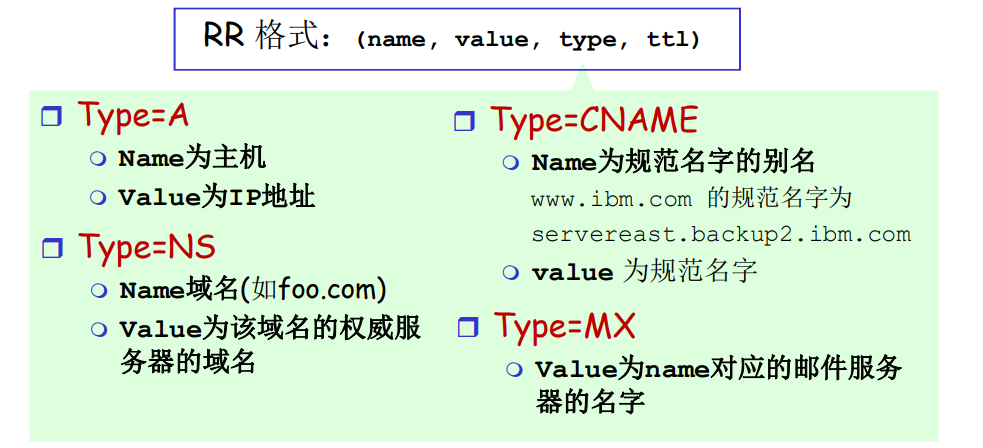 RR 格式：(name, value, type, ttl)
Type=A
Name为主机
Value为IP地址
Type=NS
Name域名(如foo.com)
Value为该域名的权威服
务器的域名
Type=CNAME
Name为规范名字的别名
www.ibm.com 的规范名字为
servereast.backup2.ibm.com
value 为规范名字
Type=MX
Value为name对应的邮件服务
器的名字